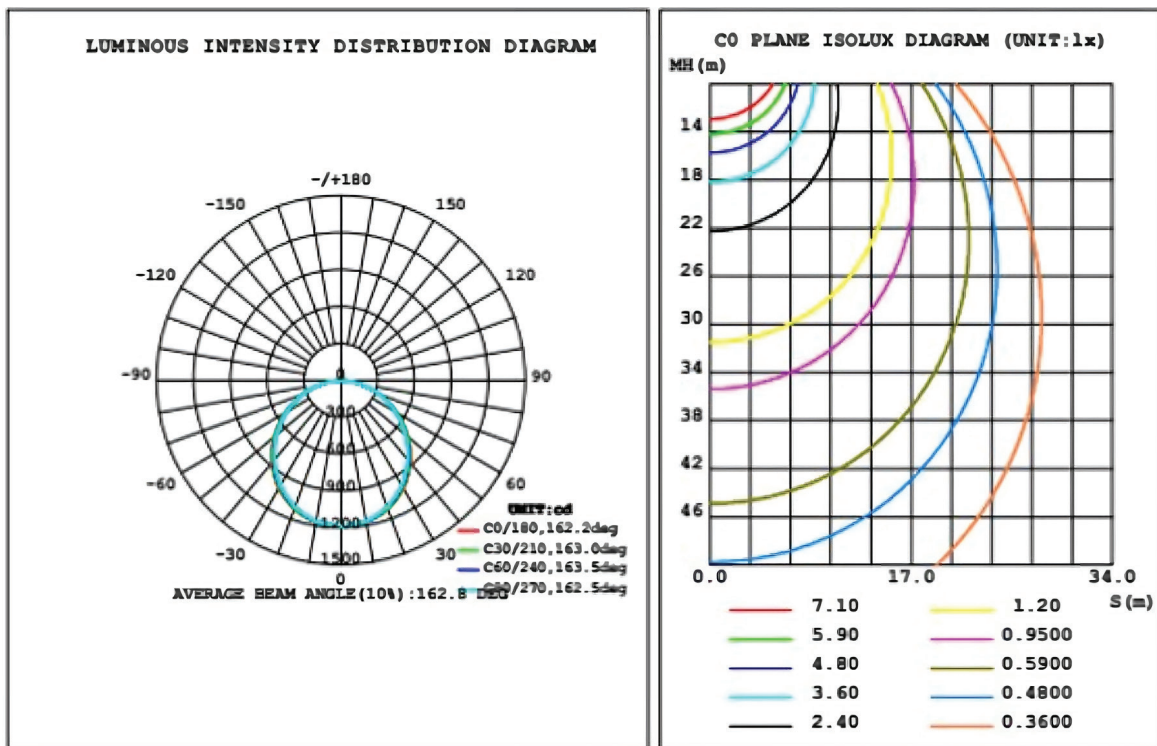 LUMINOUS INTENSITY DISTRIBUTION DIAGRAM
-/+180
-150 150
-120 120
-90 0 90
300
600
-60 900 60
UNIT:cd
1200 C0/180,162.2deg
-30 1500 30 C30/210,163.0deg
0 C60/240,163.5deg
AVERAGE BEAM ANGLE(10%):162.8 DEG
,162.5deg
C0 PLANE ISOLUX DIAGRAM (UNIT:lx)
MH(m)
14
18
22
26
30
34
38
42
46
0.0 17.0 34.0
S(m)
7.10 1.20
5.90 0.9500
4.80 0.5900
3.60 0.4800
2.40 0.3600